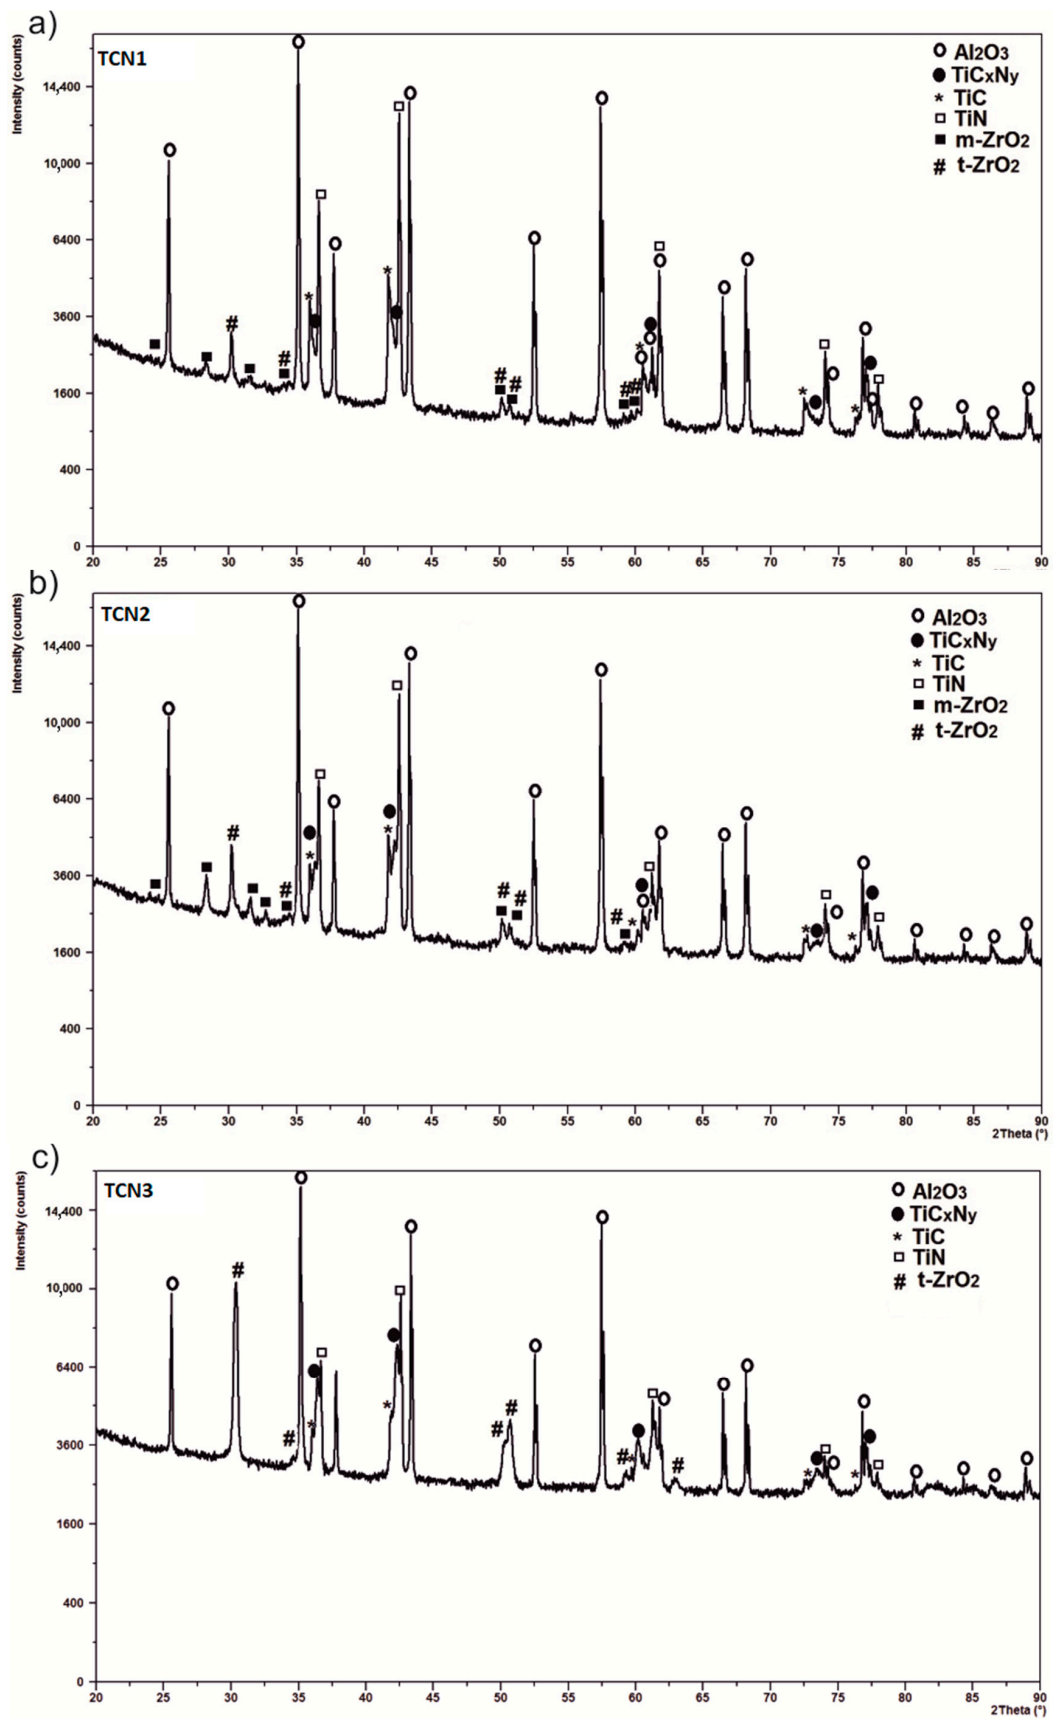 a)
TCN1
Intensity (counts)
14,400
10,000
6400
3600
1600
400
0
20 25 30 35 40 45 50 55 60 65 70 75 80 85 90
Al2O3
TiCxNy
* TiC
TiN
m-ZrO2
# t-ZrO2
b)
TCN2
Intensity (counts)
14,400
10,000
6400
3600
1600
400
0
20 25 30 35 40 45 50 55 60 65 70 75 80 85 90
2Theta (°)
Al2O3
TiCxNy
* TiC
TiN
m-ZrO2
# t-ZrO2
c)
TCN3
Intensity (counts)
14,400
10,000
6400
3600
1600
400
0
20 25 30 35 40 45 50 55 60 65 70 75 80 85 90
2Theta (°)
Al2O3
TiCxNy
* TiC
TiN
# t-ZrO2